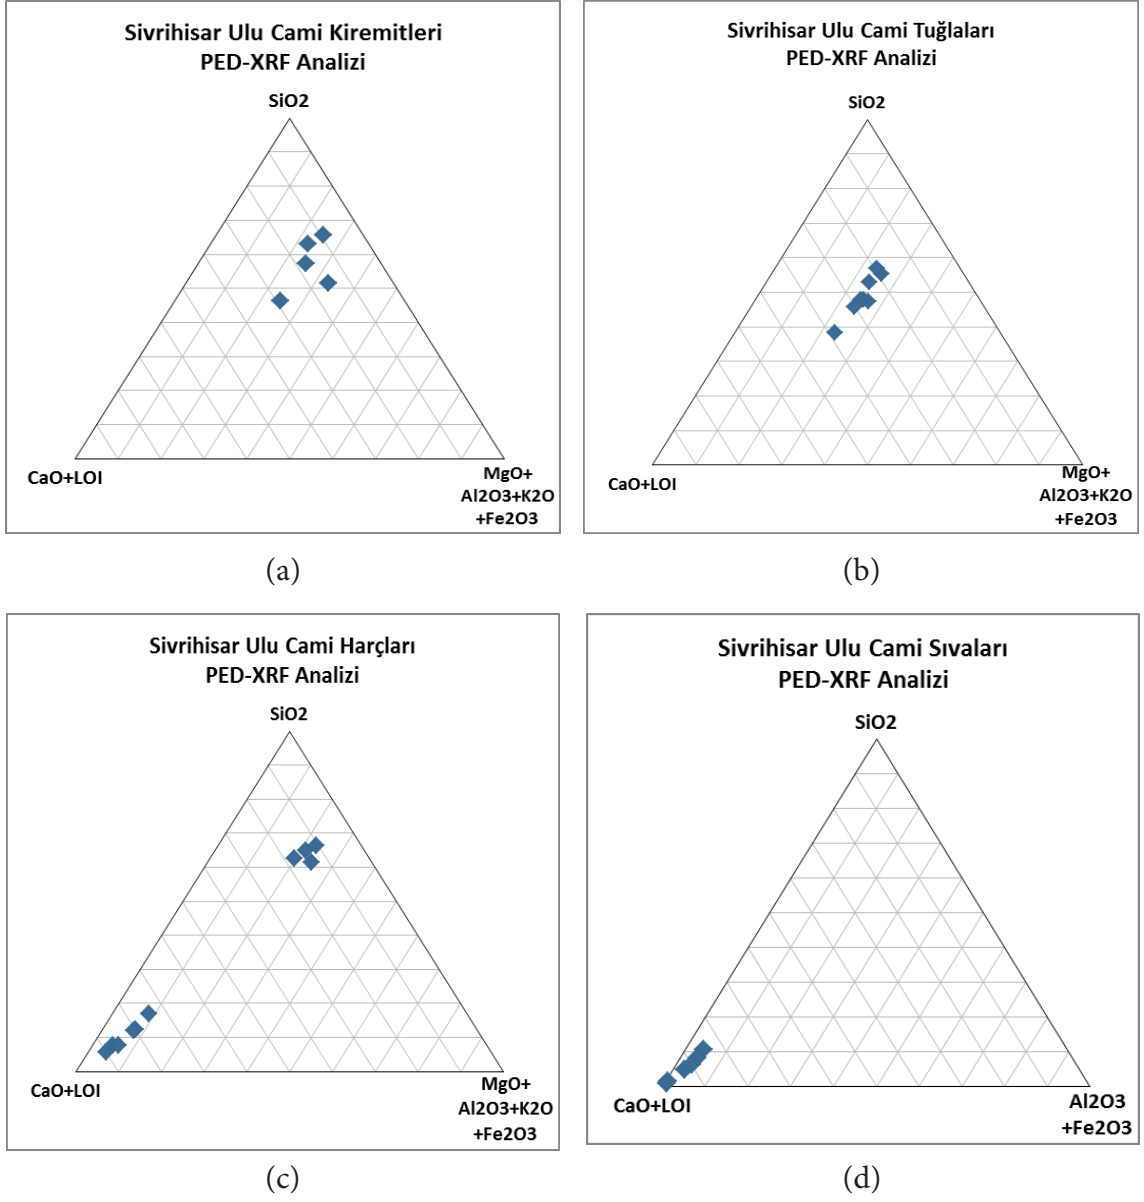 Sivrihisar Ulu Cami Kiremitleri
PED-XRF Analizi
SiO2
CaO+LOI
MgO+
Al2O3+K2O
+Fe2O3
(a)
Sivrihisar Ulu Cami Tuğlaları
PED-XRF Analizi
SiO2
CaO+LOI
MgO+
Al2O3+K2O
+Fe2O3
(b)
Sivrihisar Ulu Cami Harçları
PED-XRF Analizi
SiO2
CaO+LOI
MgO+
Al2O3+K2O
+Fe2O3
(c)
Sivrihisar Ulu Cami Sıvaları
PED-XRF Analizi
SiO2
CaO+LOI
Al2O3
+Fe2O3
(d)